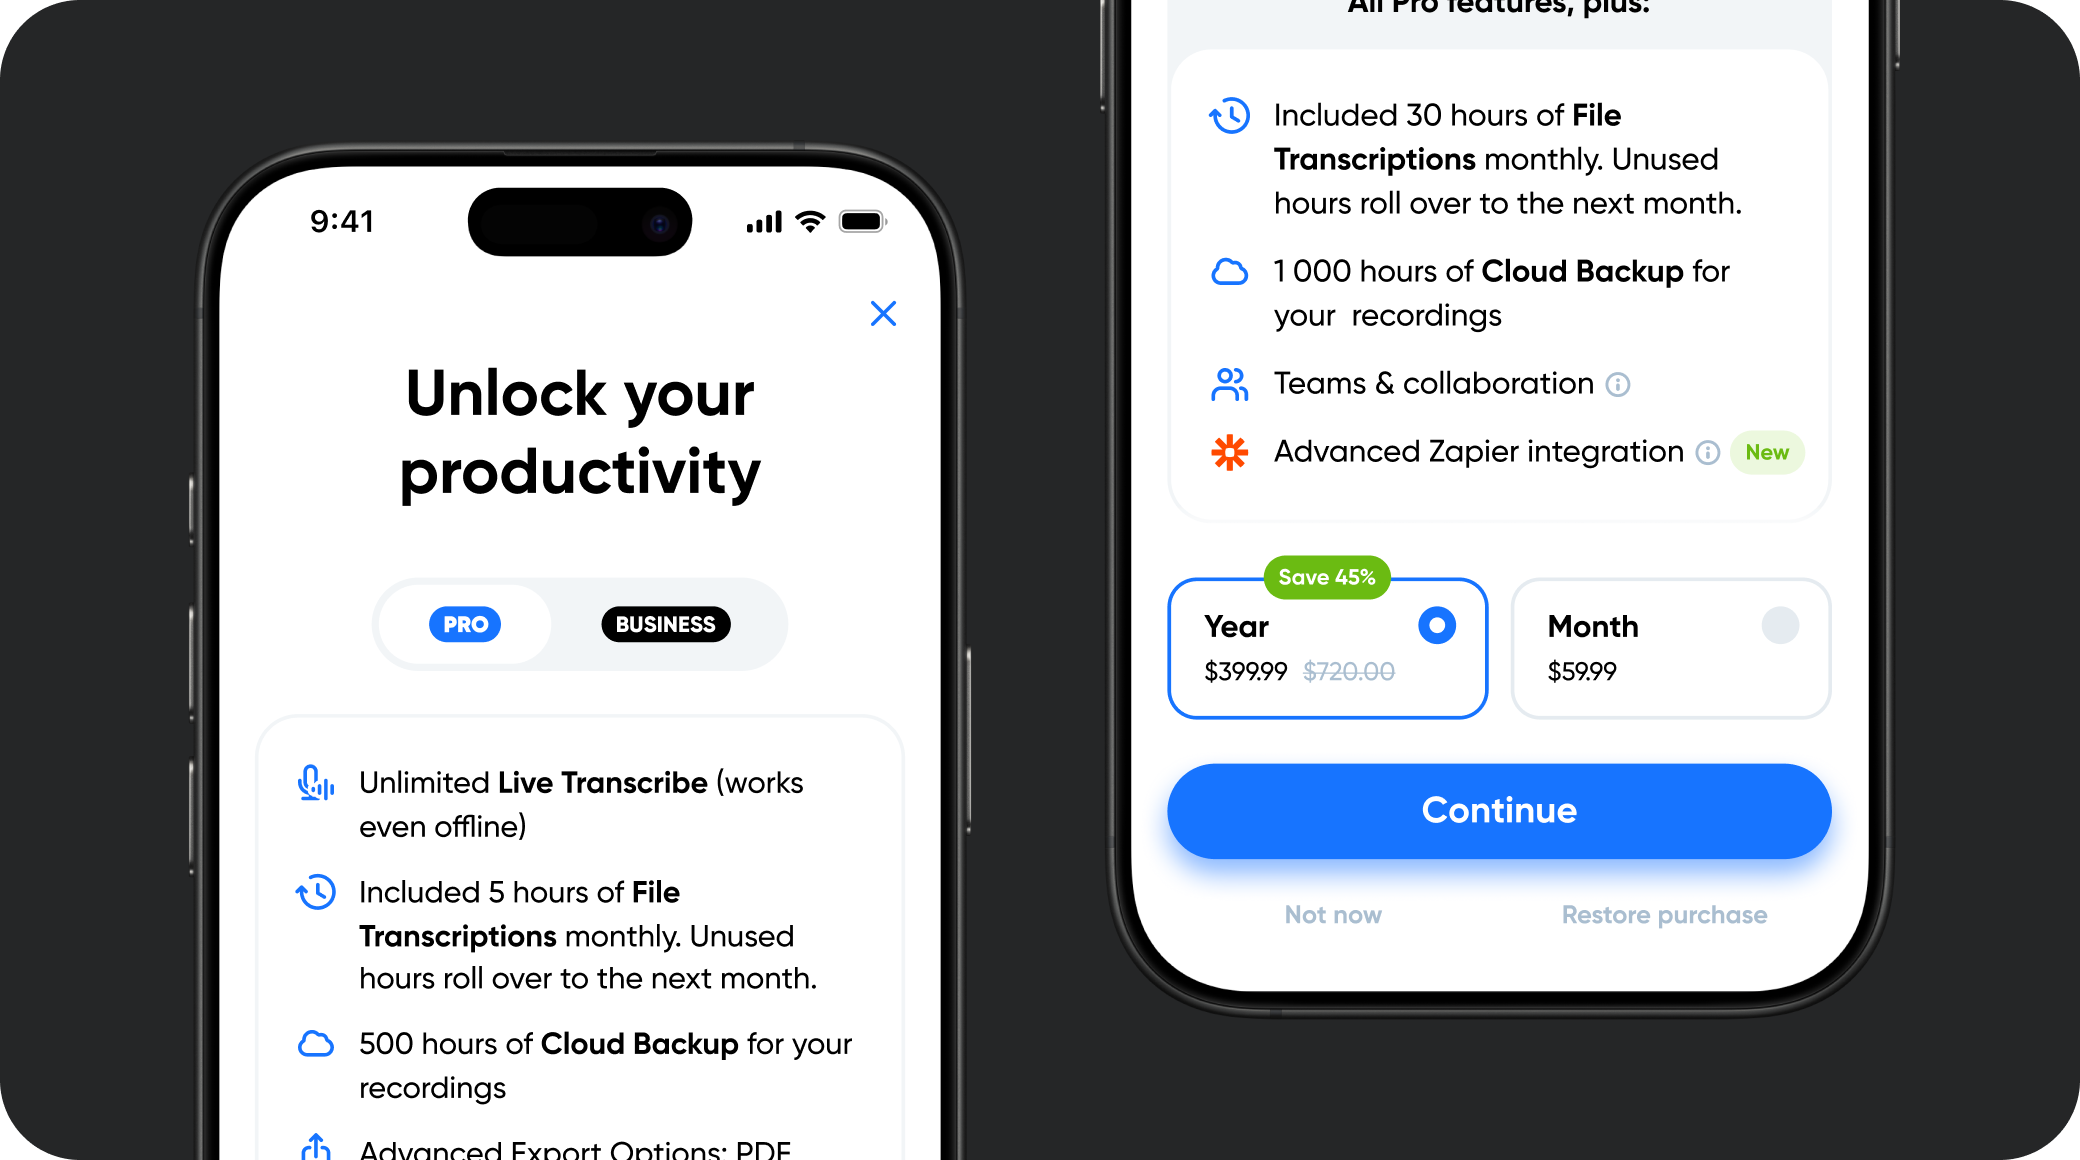 9:41
Unlock your
productivity
PRO
BUSINESS
Unlimited Live Transcribe (works
even offline)
Included 5 hours of File
Transcriptions monthly. Unused
hours roll over to the next month.
500 hours of Cloud Backup for your
recordings
Advanced Export Options: PDF
All Pro features, plus:
Included 30 hours of File
Transcriptions monthly. Unused
hours roll over to the next month.
1 000 hours of Cloud Backup for
your recordings
Teams & collaboration
Advanced Zapier integration New
Save 45%
Year
$399.99 $720.00
Month
$59.99
Continue
Not now
Restore purchase